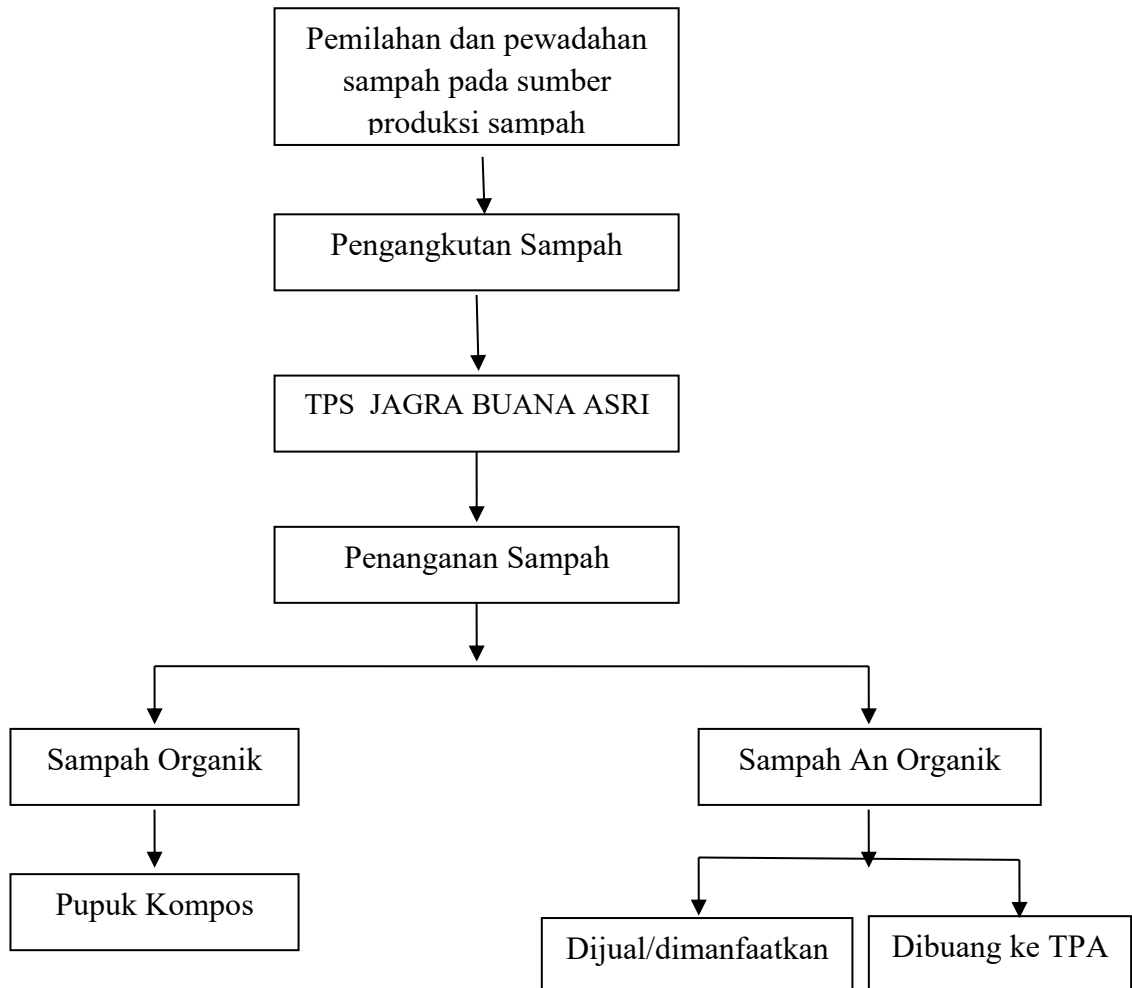 Pemilahan dan pewadahan
sampah pada sumber
produksi sampah
Pengangkutan Sampah
TPS  JAGRA BUANA ASRI
Penanganan Sampah
Sampah Organik
Sampah An Organik
Pupuk Kompos
Dijual/dimanfaatkan
Dibuang ke TPA